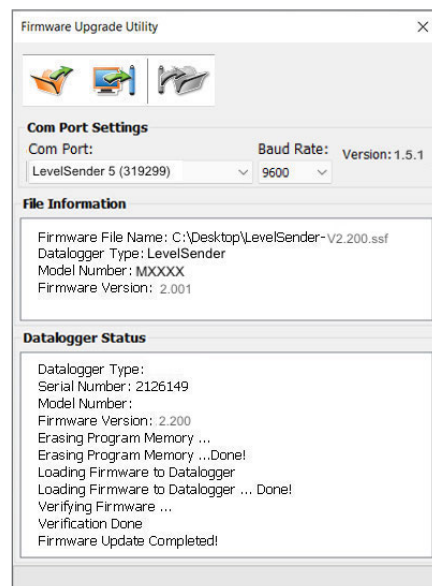 Firmware Upgrade Utility
Com Port Settings
Com Port: Baud Rate: Version: 1.5.1
LevelSender 5 (319299) 9600
File Information
Firmware File Name: C:\Desktop\LevelSender-V2.200.ssf
Datalogger Type: LevelSender
Model Number: MXXXX
Firmware Version: 2.001
Datalogger Status
Datalogger Type:
Serial Number: 2126149
Model Number:
Firmware Version: 2.200
Erasing Program Memory ...
Erasing Program Memory ...Done!
Loading Firmware to Datalogger
Loading Firmware to Datalogger ... Done!
Verifying Firmware ...
Verification Done
Firmware Update Completed!